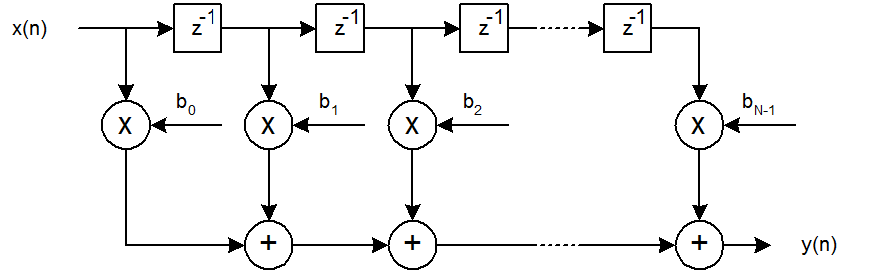 x(n) z-1 z-1 z-1 z-1
b0 b1 b2 bN-1
X X X X
+ + + y(n)